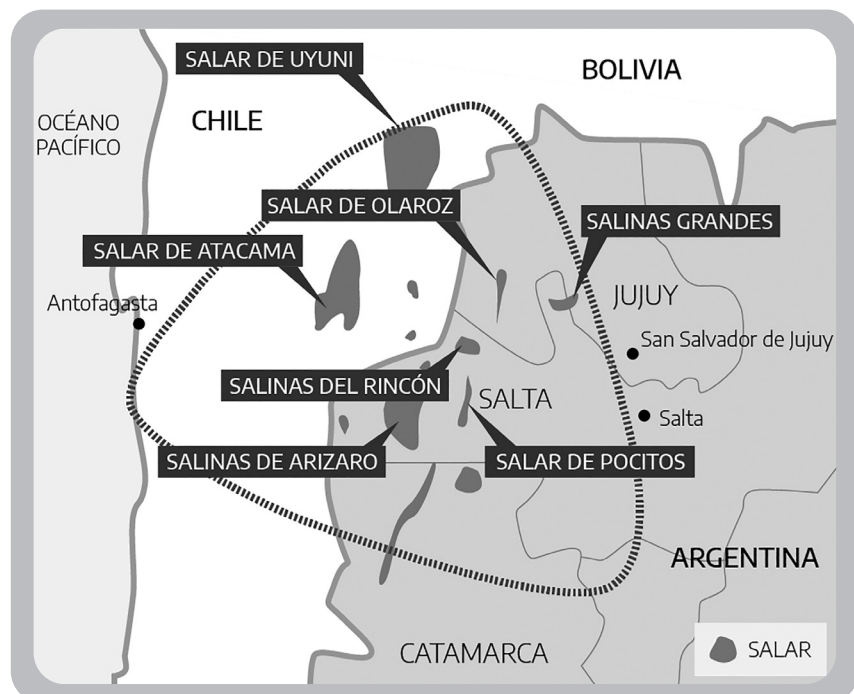 SALAR DE UYUNI
BOLIVIA
OCÉANO
PACÍFICO
CHILE
SALAR DE OLAROZ
SALINAS GRANDES
SALAR DE ATACAMA
Antofagasta
JUJUY
San Salvador de Jujuy
SALINAS DEL RINCÓN
SALTA
Salta
SALINAS DE ARIZARO
SALAR DE POCITOS
ARGENTINA
CATAMARCA
SALAR